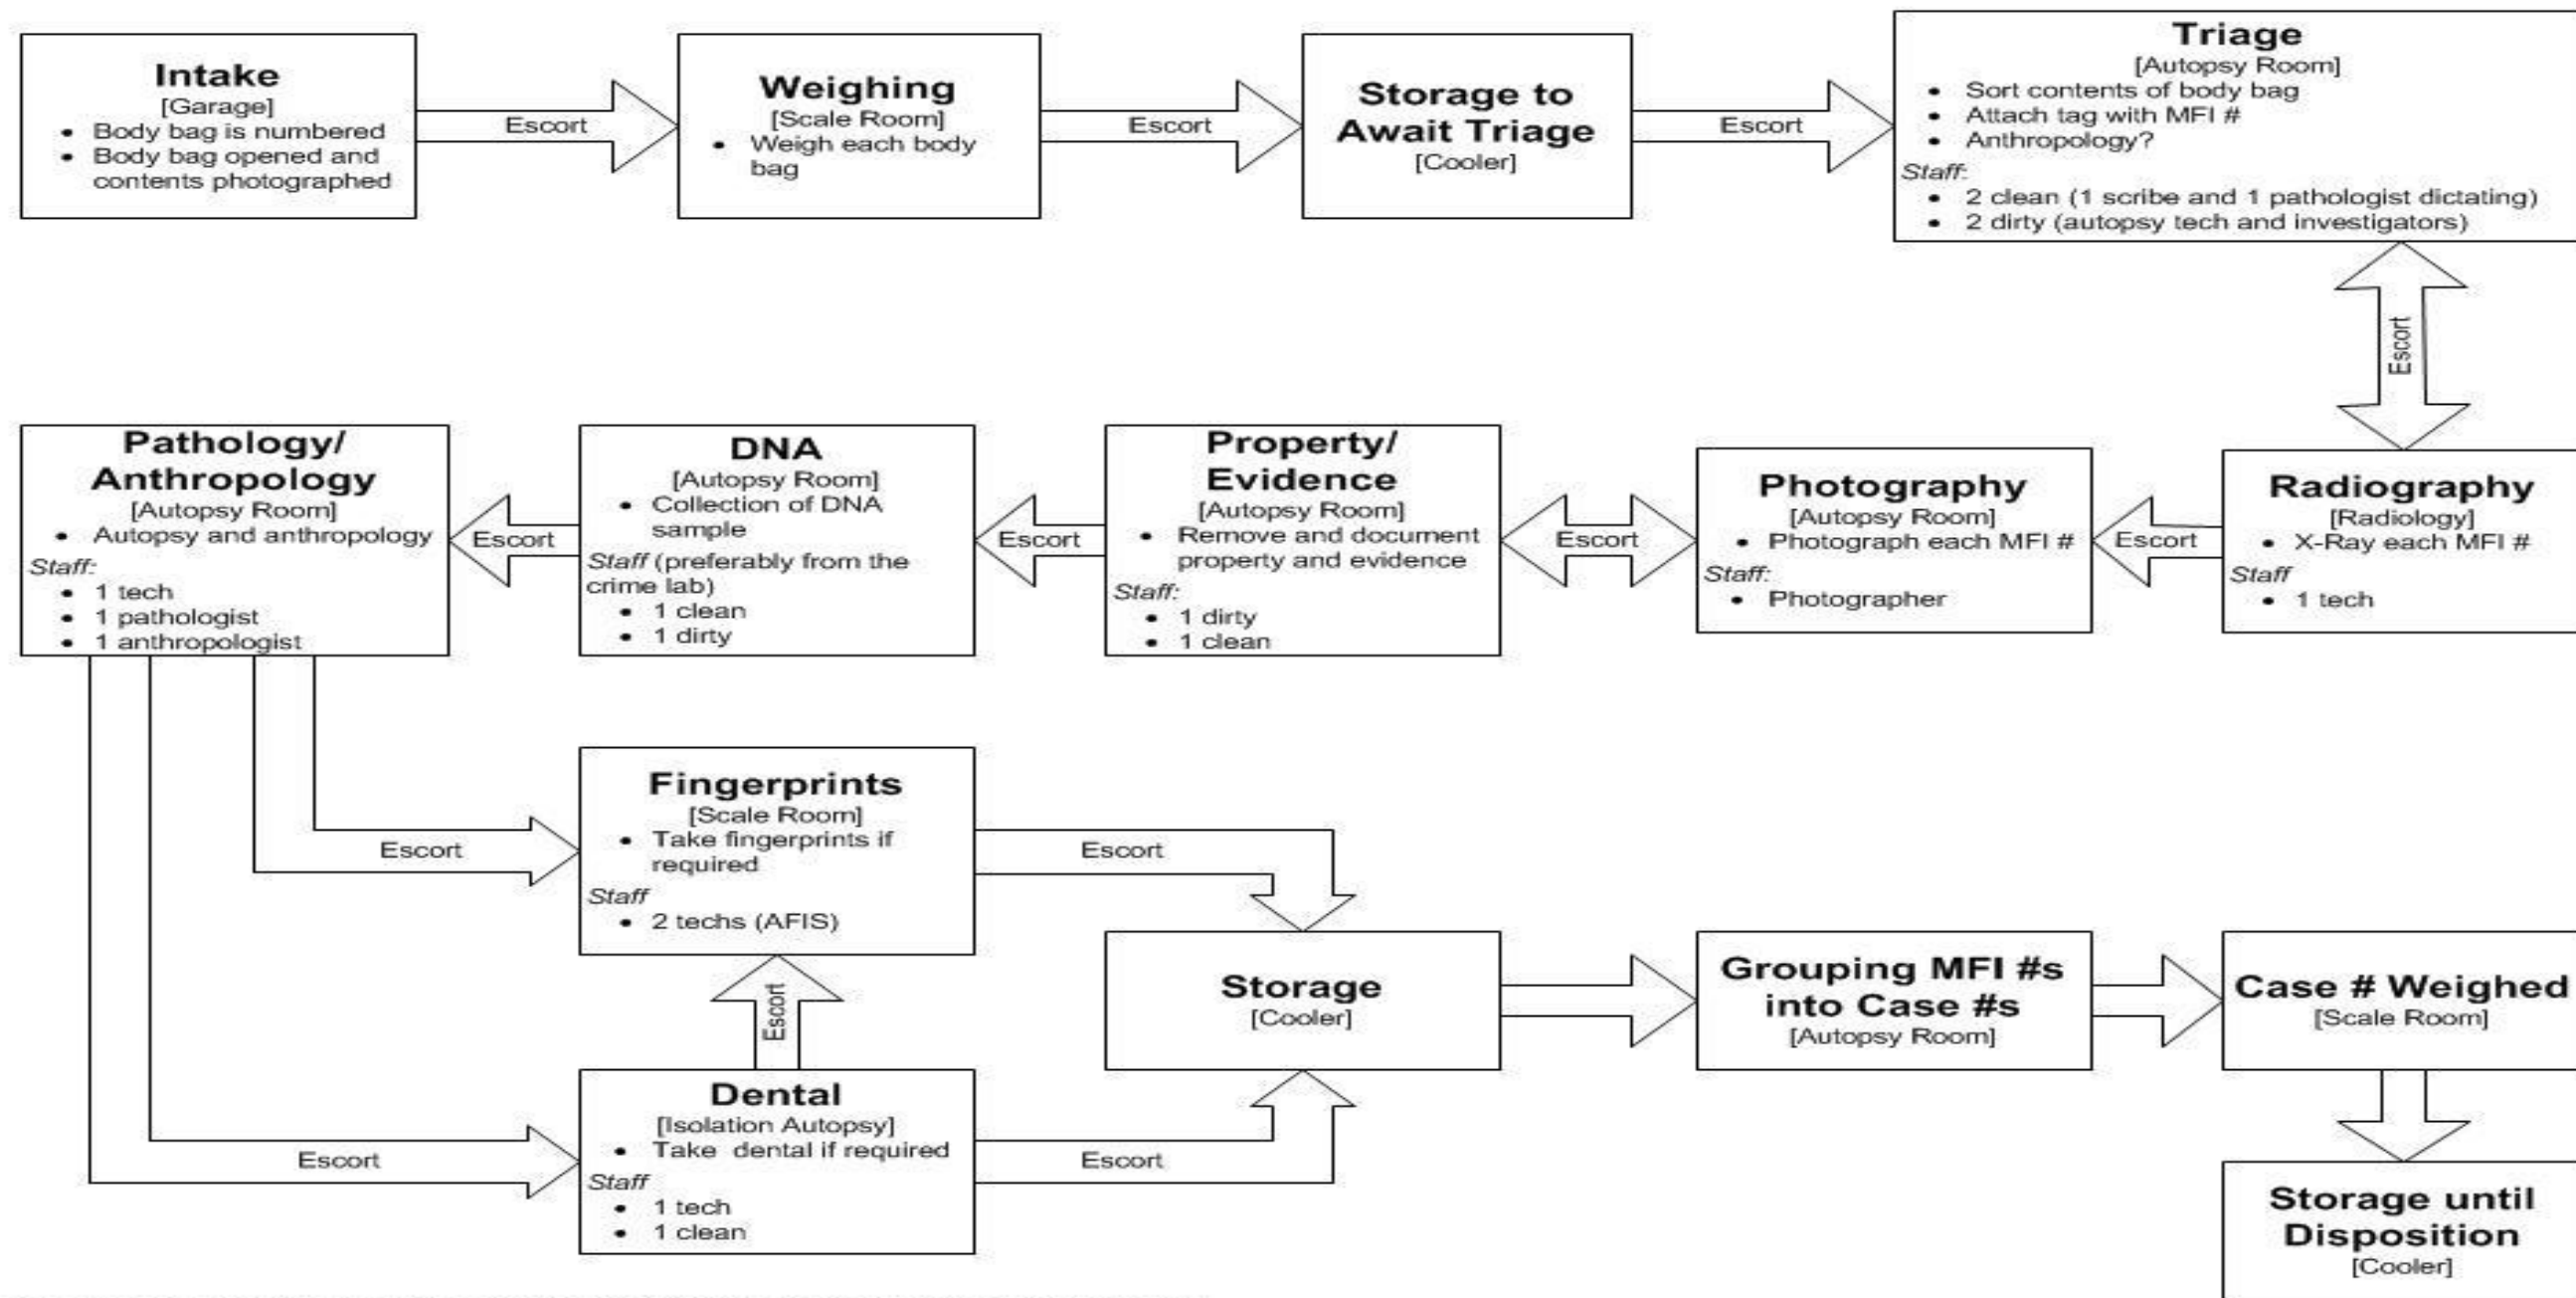 Intake
[Garage]
• Body bag is numbered
• Body bag opened and
contents photographed
Escort
Weighing
[Scale Room]
• Weigh each body
bag
Escort
Storage to
Await Triage
[Cooler]
Escort
Triage
[Autopsy Room]
• Sort contents of body bag
• Attach tag with MFI #
• Anthropology?
Staff:
• 2 clean (1 scribe and 1 pathologist dictating)
• 2 dirty (autopsy tech and investigators)
Escort
Radiography
[Radiology]
• X-Ray each MFI #
Staff
• 1 tech
Escort
Photography
[Autopsy Room]
• Photograph each MFI #
Staff:
• Photographer
Escort
Property/
Evidence
[Autopsy Room]
• Remove and document
property and evidence
Staff:
• 1 dirty
• 1 clean
Escort
DNA
[Autopsy Room]
• Collection of DNA
sample
Staff (preferably from the
crime lab)
• 1 clean
• 1 dirty
Escort
Pathology/
Anthropology
[Autopsy Room]
• Autopsy and anthropology
Staff:
• 1 tech
• 1 pathologist
• 1 anthropologist
Escort
Fingerprints
[Scale Room]
• Take fingerprints if
required
Staff
• 2 techs (AFIS)
Escort
Escort
Escort
Dental
[Isolation Autopsy]
• Take dental if required
Staff
• 1 tech
• 1 clean
Escort
Storage
[Cooler]
Grouping MFI #s
into Case #s
[Autopsy Room]
Case # Weighed
[Scale Room]
Storage until
Disposition
[Cooler]